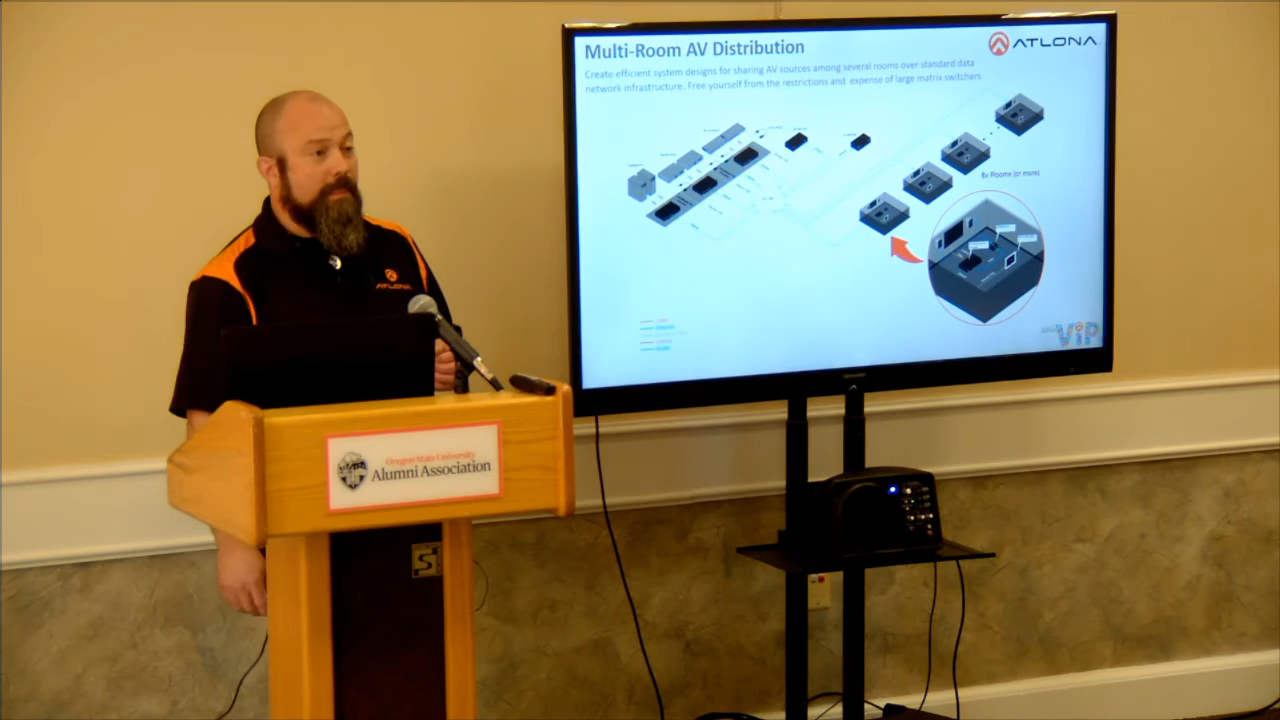 Multi-Room AV Distribution
ATLONA
Create efficient system designs for sharing AV sources among several rooms over standard data
network infrastructure. Free yourself from the restrictions and expense of large matrix switchers.
6x Rooms (or more)
VIP
ATLONA
Oregon State University
Alumni Association
S